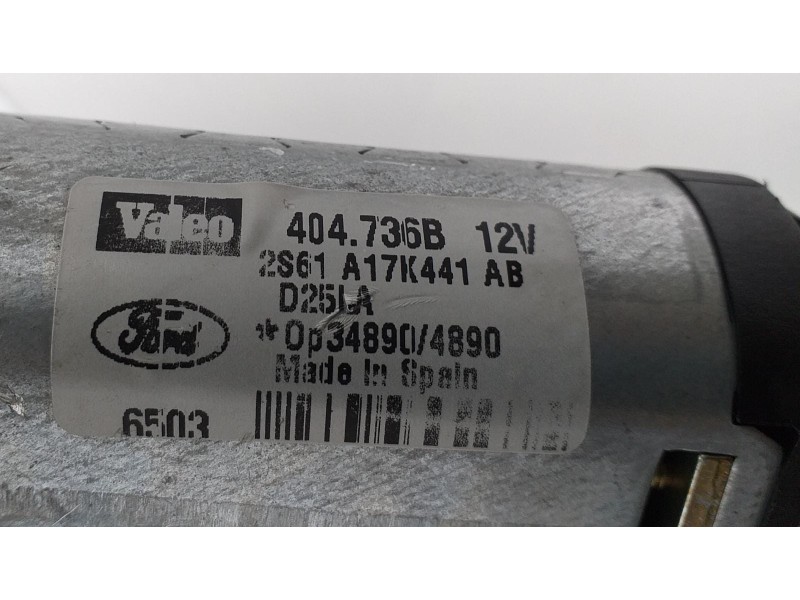 Valeo 404.736B 12V
2S61 A17K441 AB
D25LA
Ford *Op34890/4890
Made In Spain
6503